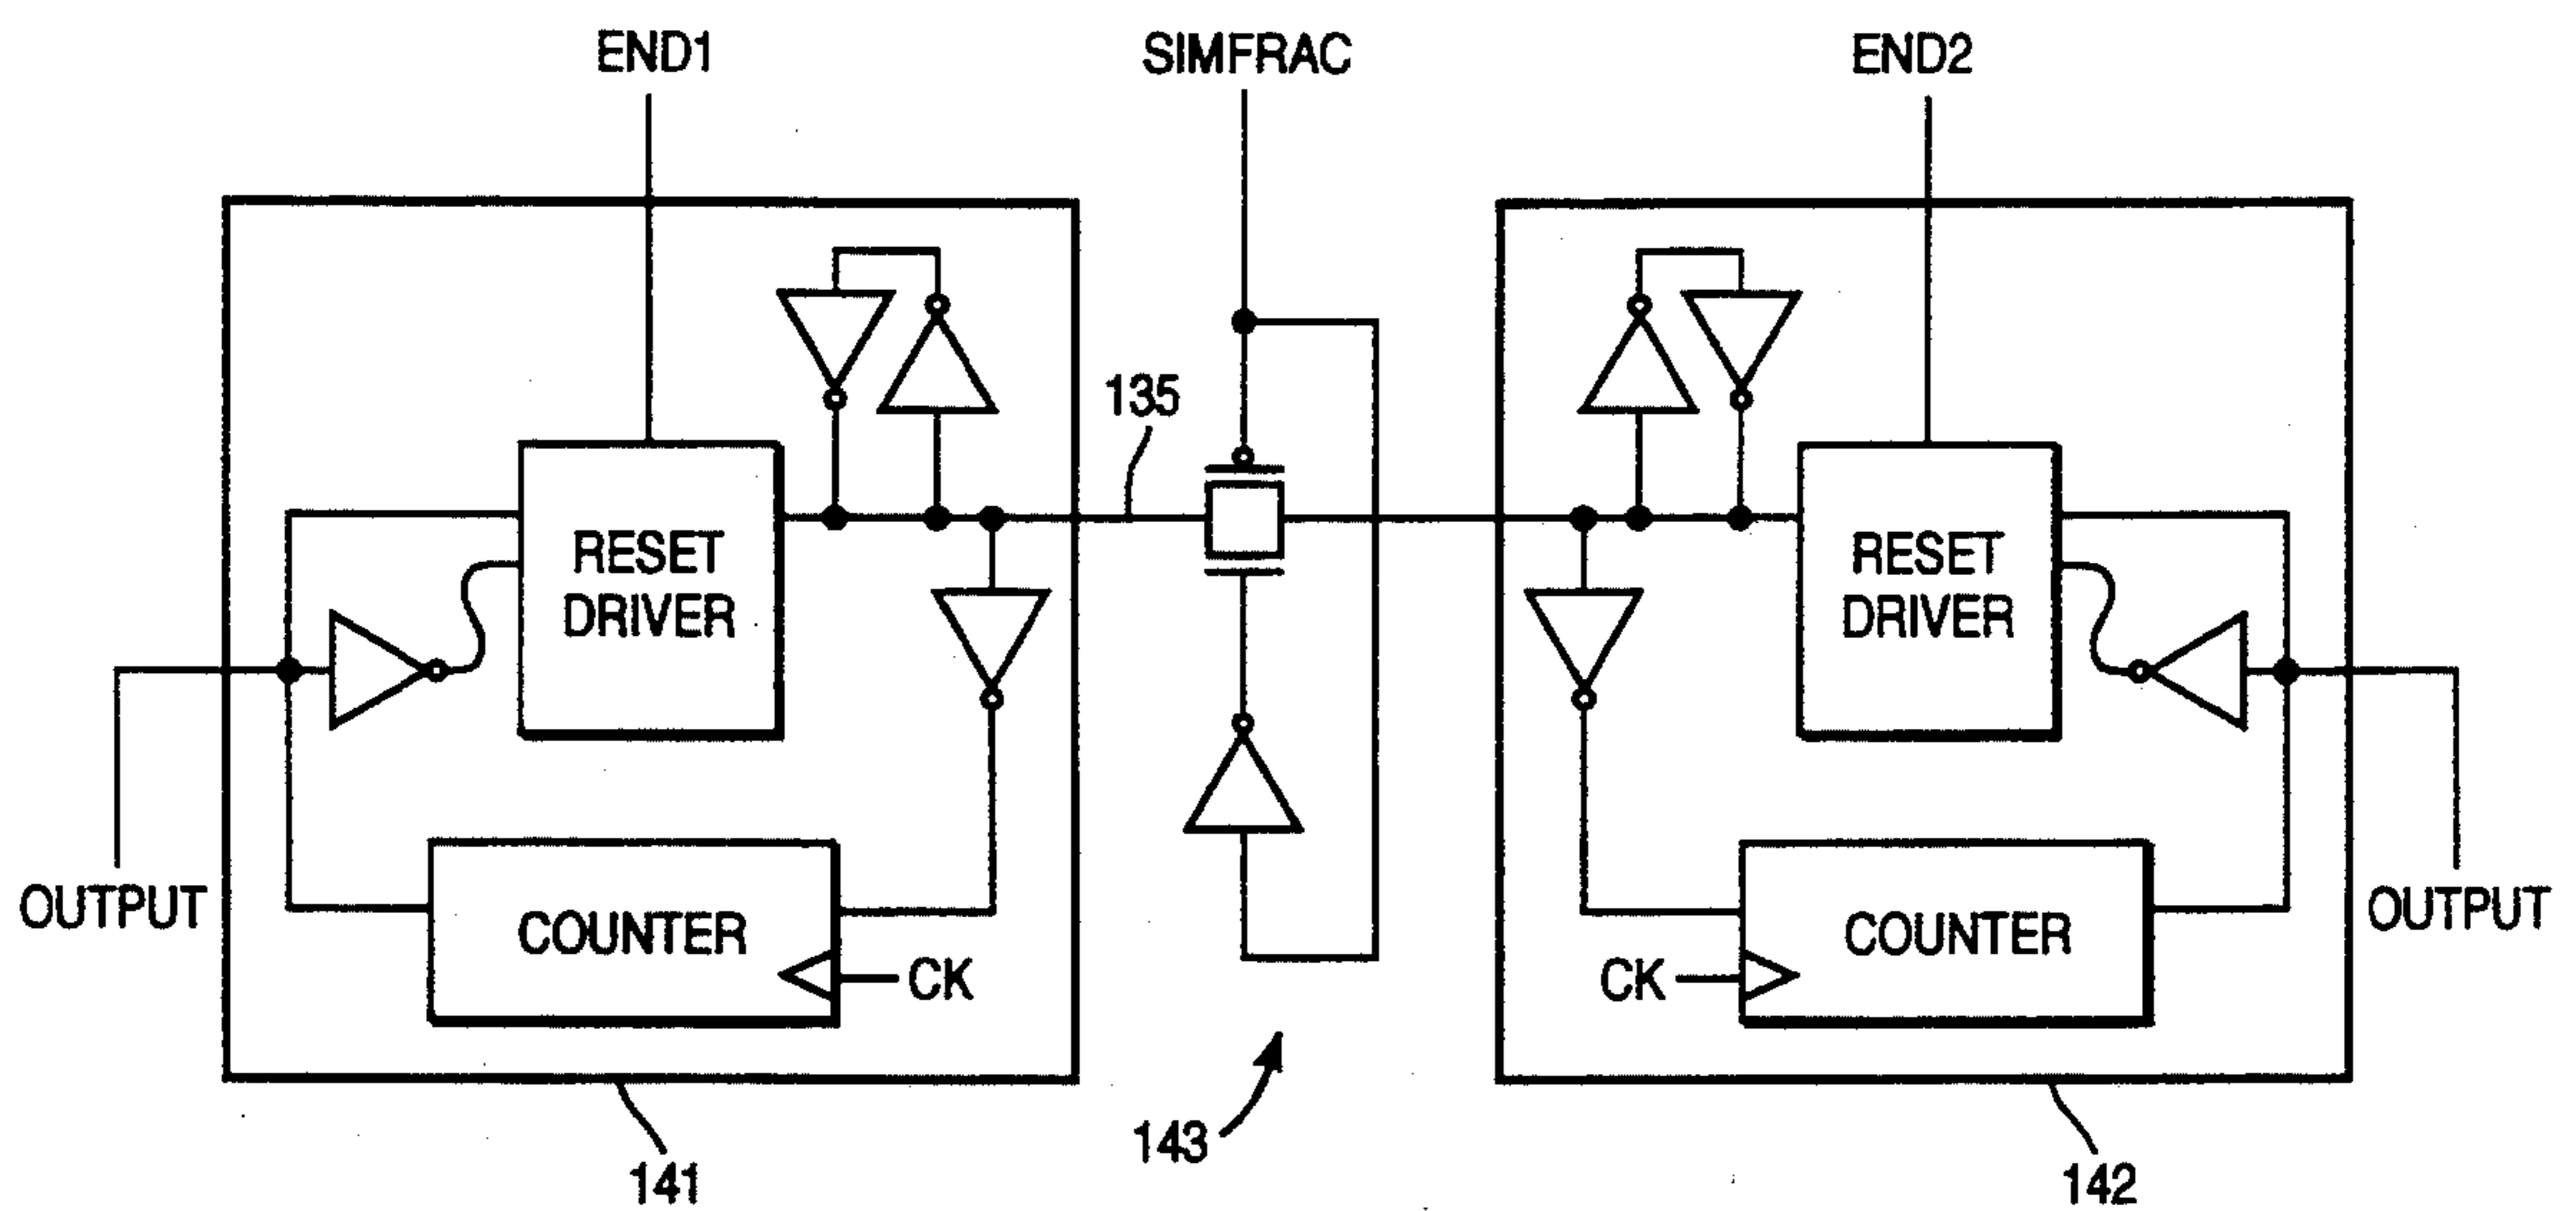 END1
SIMFRAC
END2
135
RESET
DRIVER
RESET
DRIVER
OUTPUT
COUNTER
CK
CK
COUNTER
OUTPUT
143
141
142